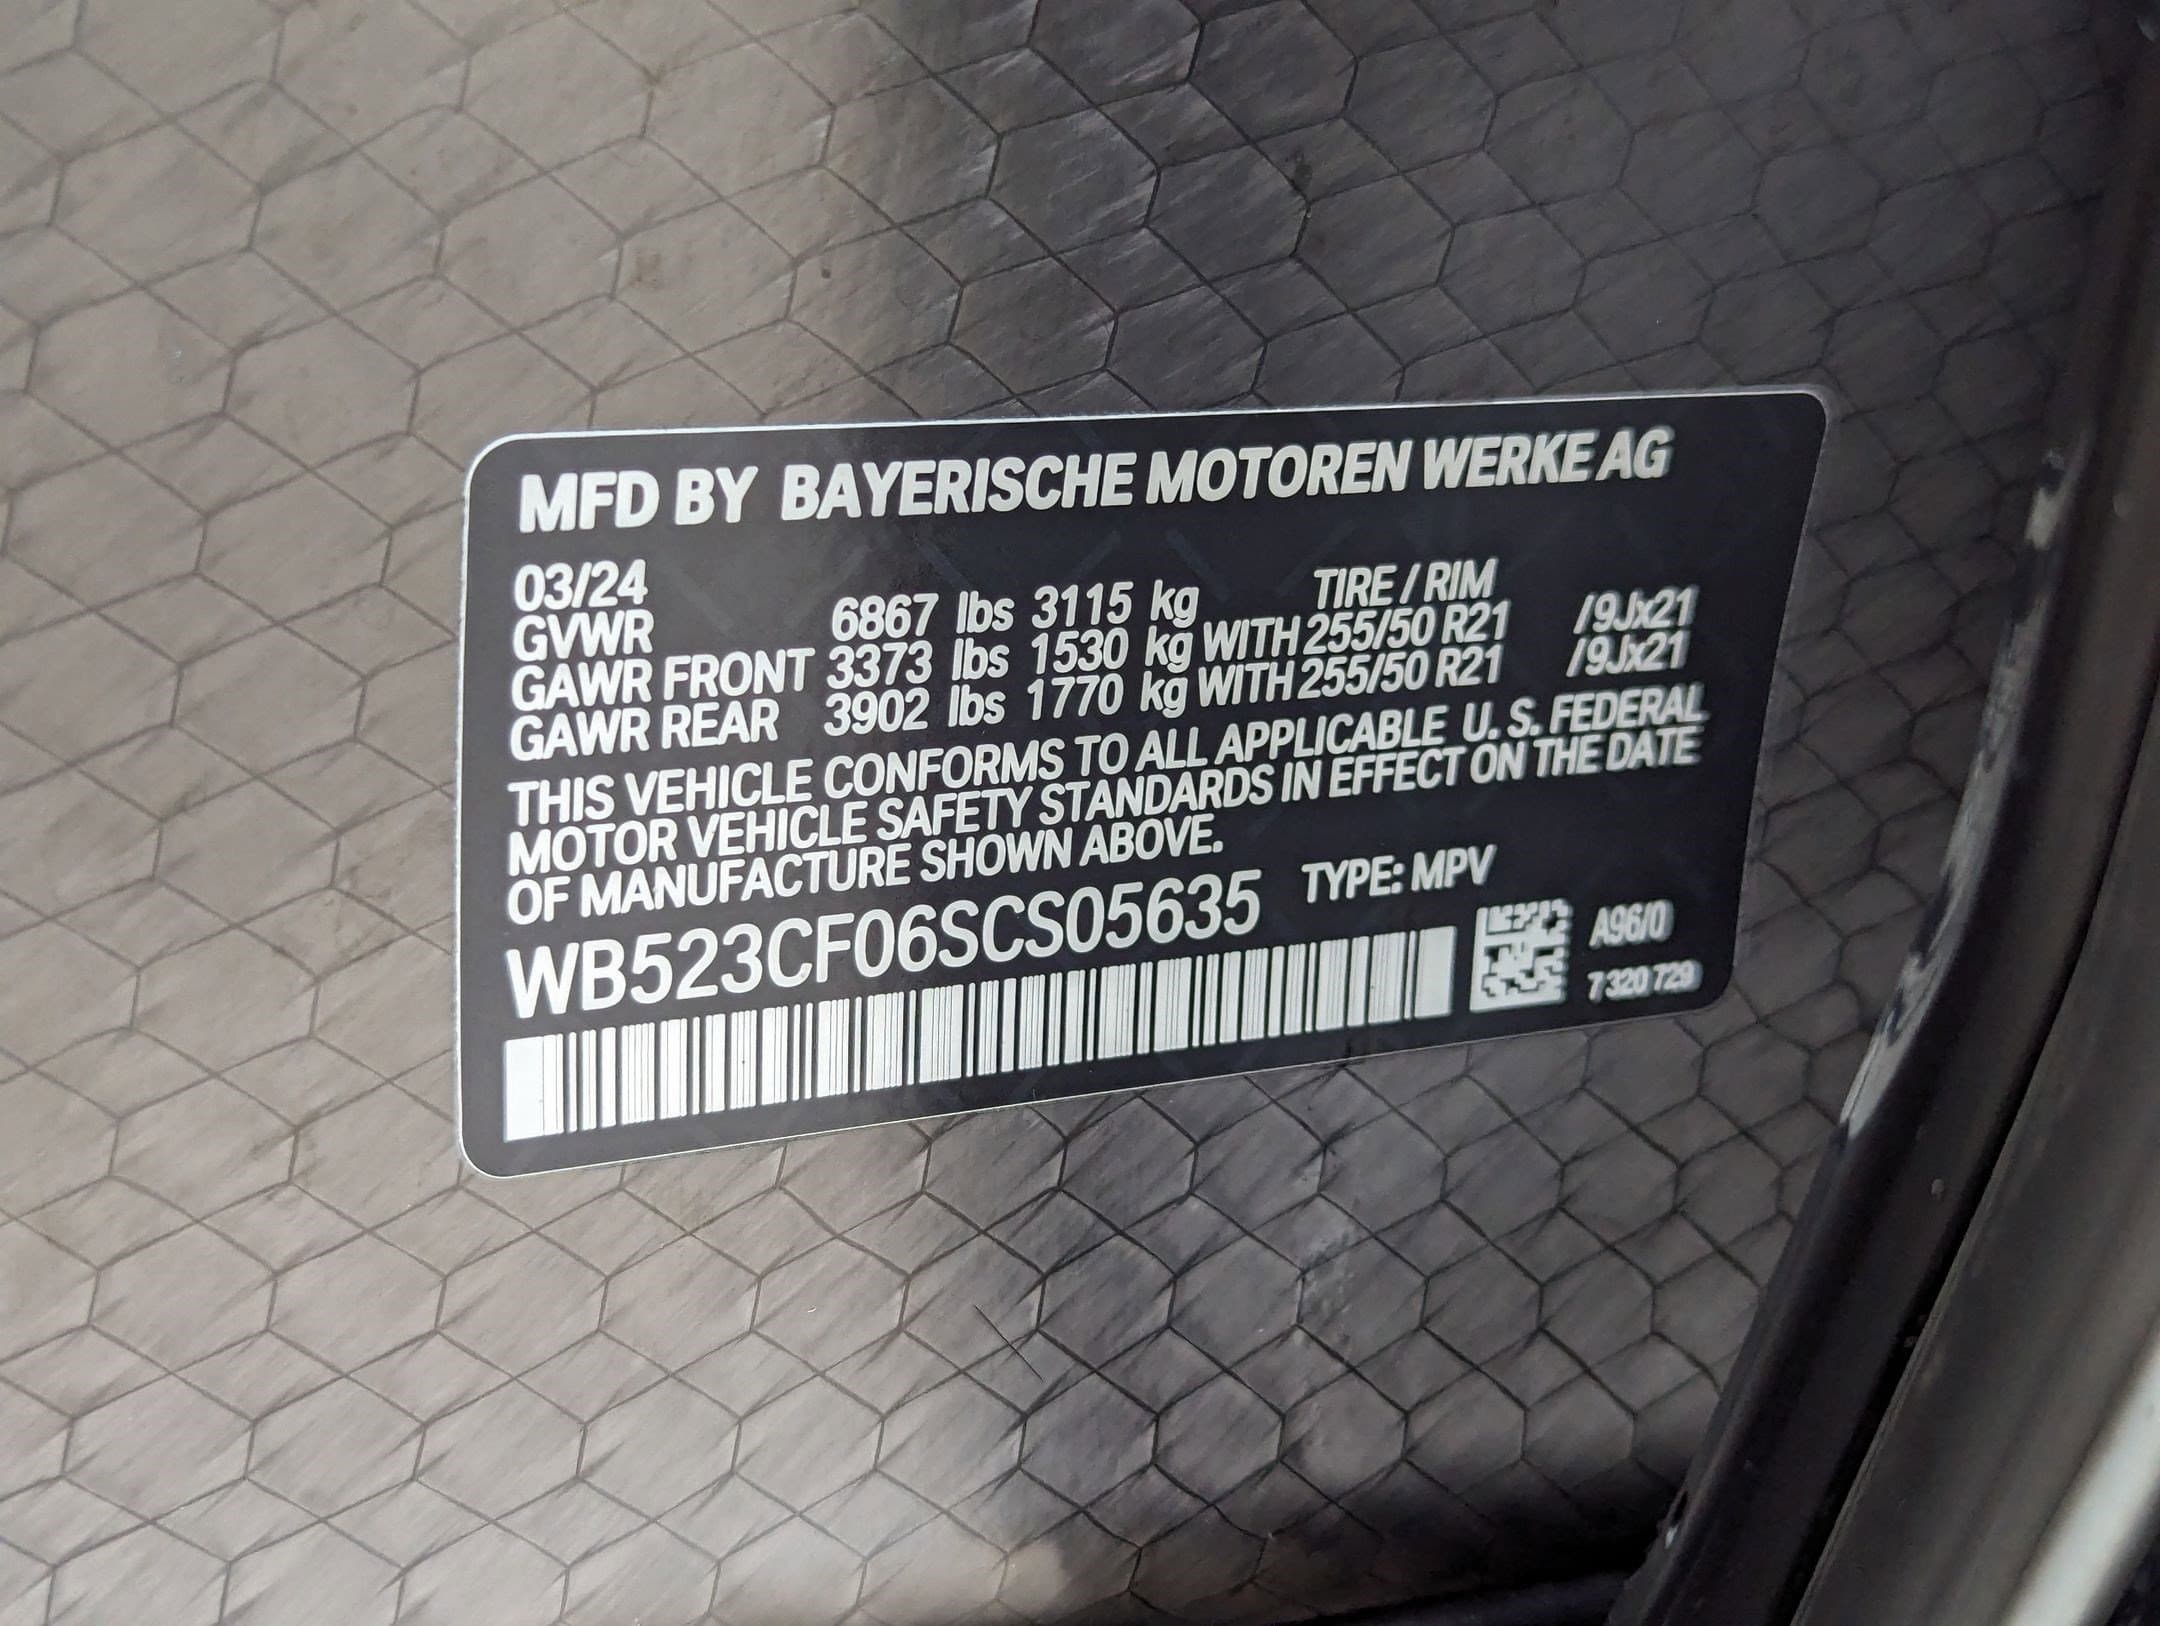 MFD BY BAYERISCHE MOTOREN WERKE AG
03/24 TIRE / RIM
GVWR 6867 lbs 3115 kg
GAWR FRONT 3373 lbs 1530 kg WITH 255/50 R21 /9Jx21
GAWR REAR 3902 lbs 1770 kg WITH 255/50 R21 /9Jx21
THIS VEHICLE CONFORMS TO ALL APPLICABLE U. S. FEDERAL
MOTOR VEHICLE SAFETY STANDARDS IN EFFECT ON THE DATE
OF MANUFACTURE SHOWN ABOVE.
WB523CF06SCS05635 TYPE: MPV
A96/0
7 320 729